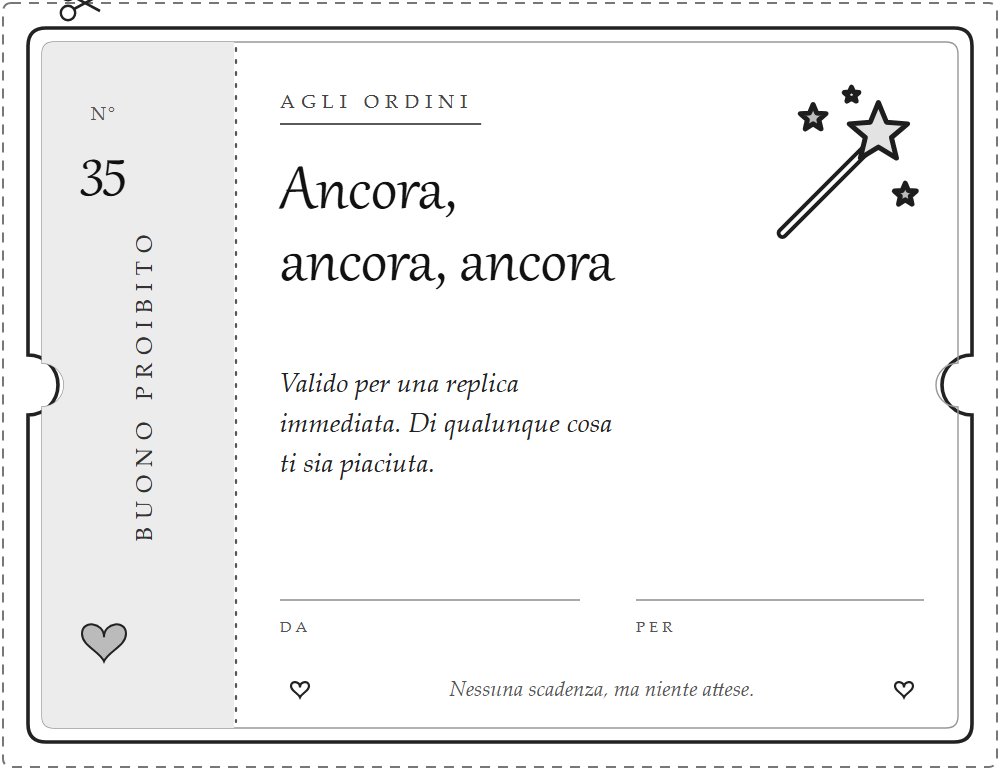 N°
35
BUONO PROIBITO
AGLI ORDINI
Ancora,
ancora, ancora
Valido per una replica
immediata. Di qualunque cosa
ti sia piaciuta.
DA
PER
Nessuna scadenza, ma niente attese.